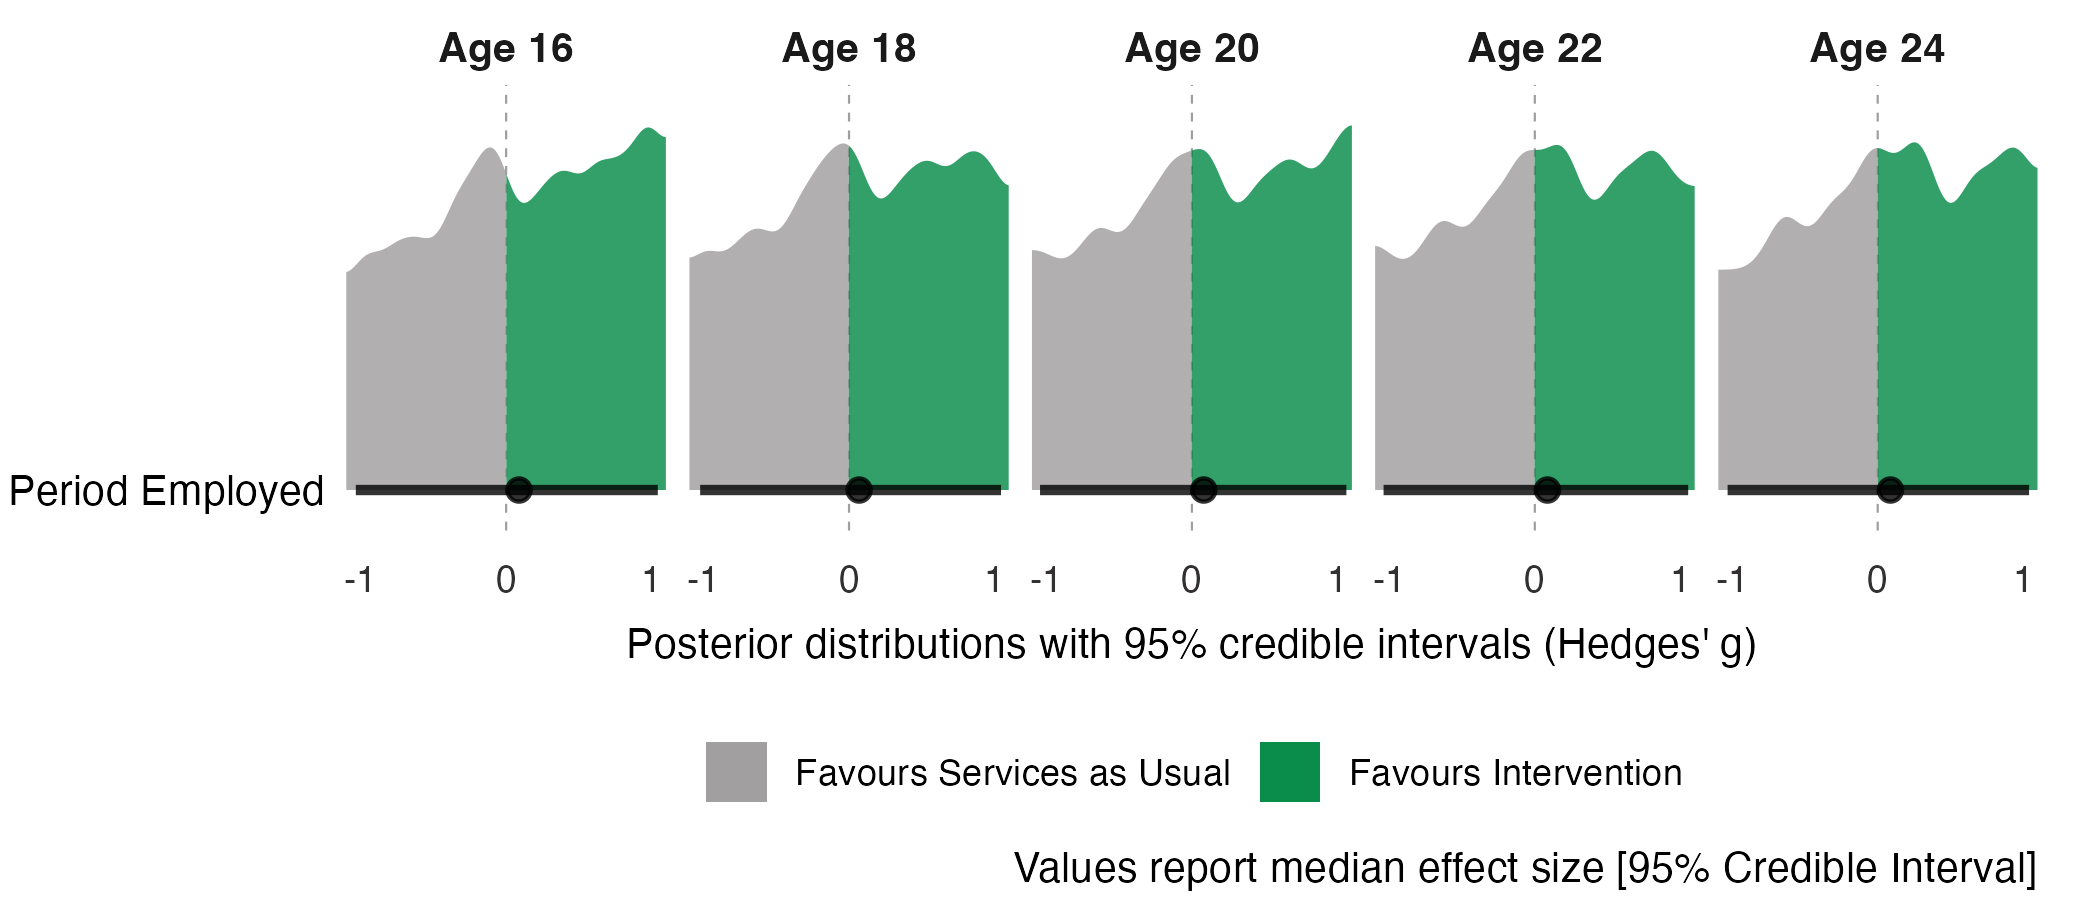 Age 16 Age 18 Age 20 Age 22 Age 24
Period Employed
-1 0 1 -1 0 1 -1 0 1 -1 0 1 -1 0 1
Posterior distributions with 95% credible intervals (Hedges' g)
Favours Services as Usual Favours Intervention
Values report median effect size [95% Credible Interval]